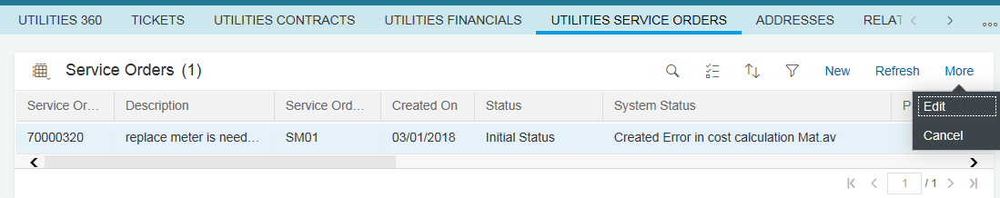 UTILITIES 360 TICKETS UTILITIES CONTRACTS UTILITIES FINANCIALS UTILITIES SERVICE ORDERS ADDRESSES RELAT
Service Orders (1) New Refresh More
Service Or... Description Service Ord... Created On Status System Status P
Edit
70000320 replace meter is need... SM01 03/01/2018 Initial Status Created Error in cost calculation Mat.av
Cancel
1 / 1